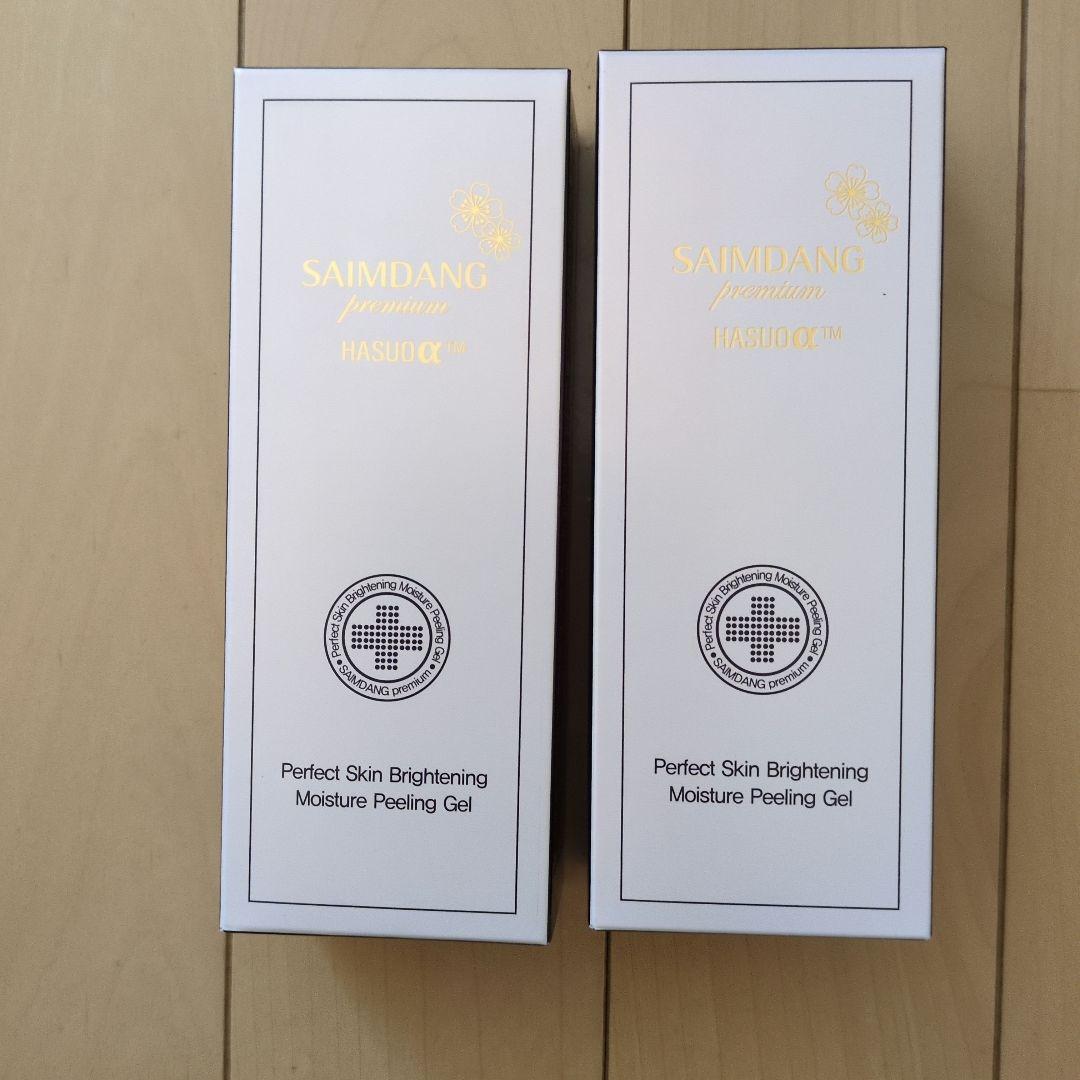 SAIMDANG
premium
HASUOα™
Perfect Skin Brightening Moisture Peeling Gel
• SAIMDANG premium •
Perfect Skin Brightening
Moisture Peeling Gel
SAIMDANG
premium
HASUOα™
Perfect Skin Brightening Moisture Peeling Gel
• SAIMDANG premium •
Perfect Skin Brightening
Moisture Peeling Gel